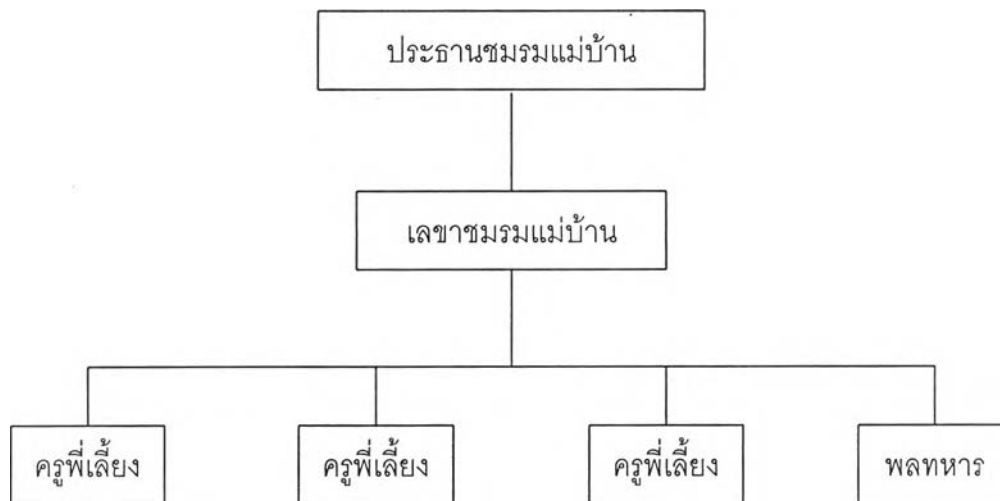 ประธานชมรมแม่บ้าน
เลขาชมรมแม่บ้าน
ครูพี่เลี้ยง
ครูพี่เลี้ยง
ครูพี่เลี้ยง
พลทหาร